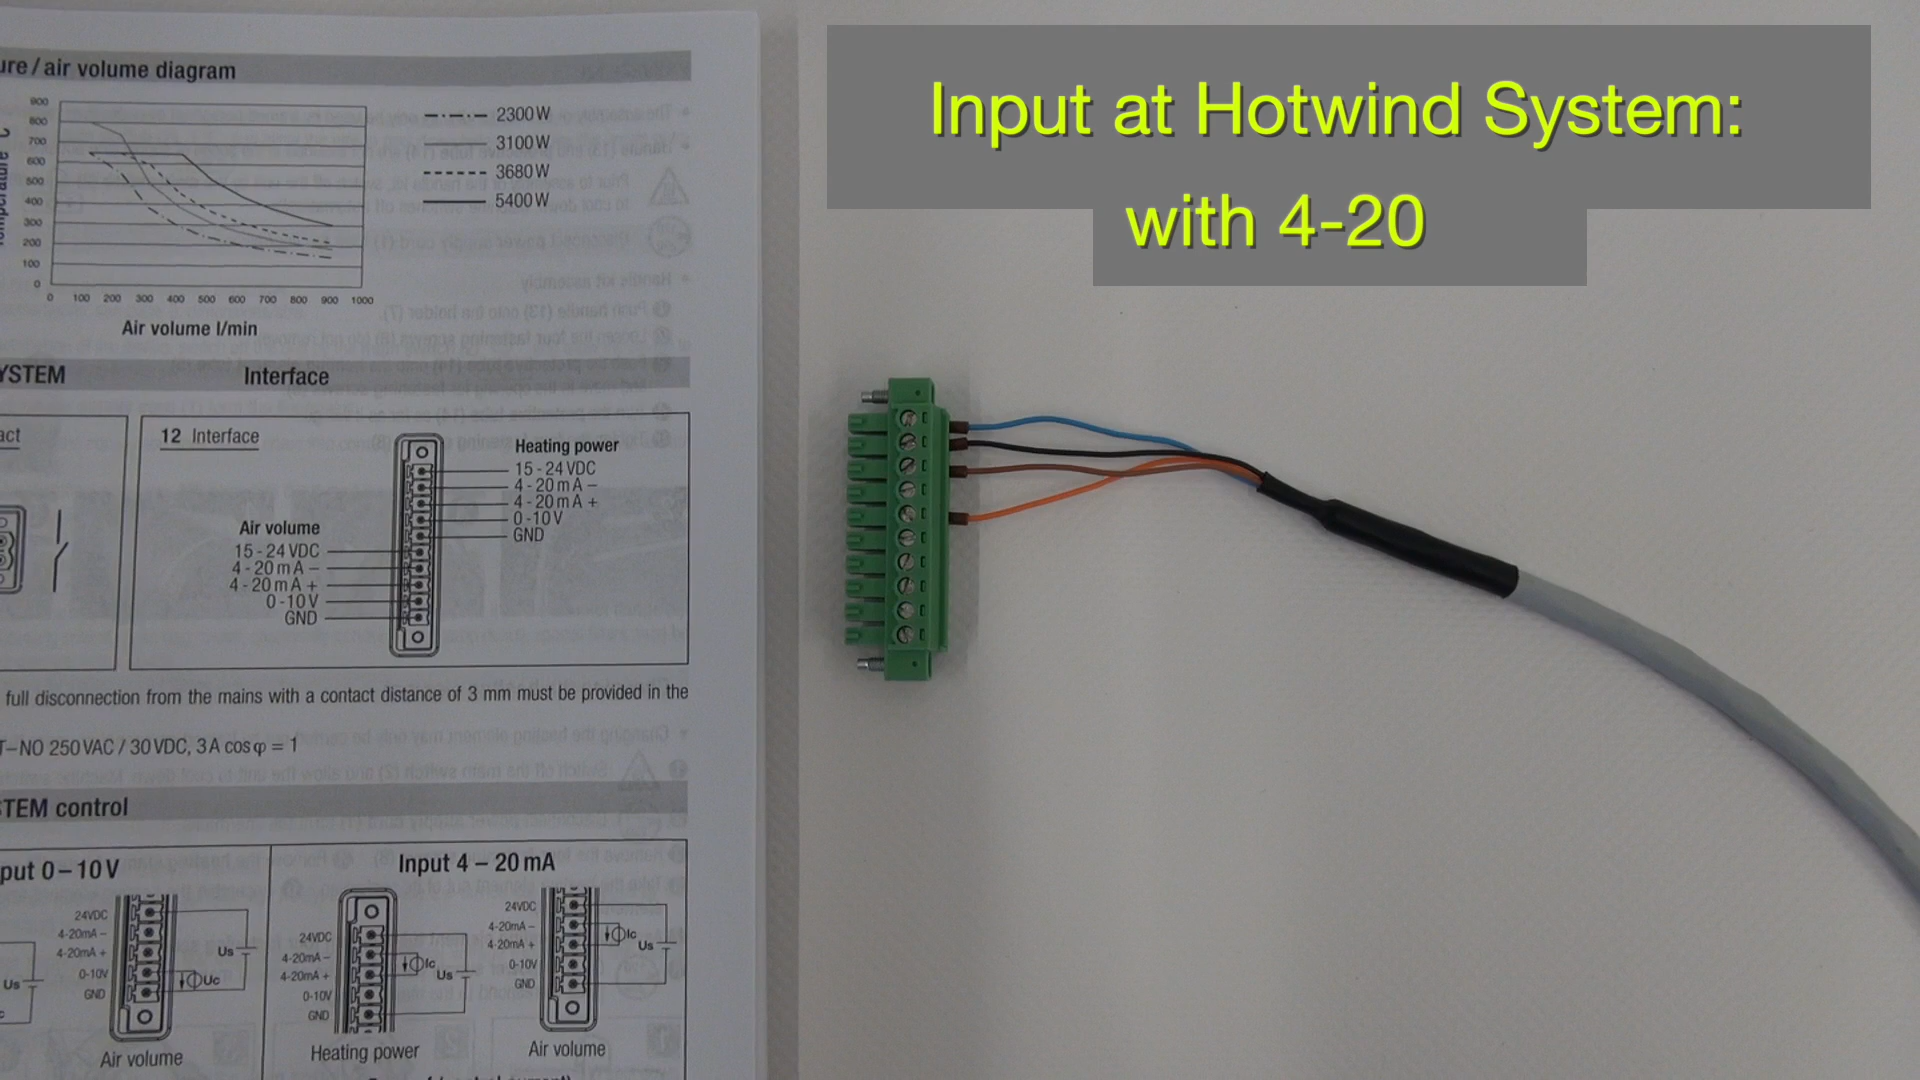 Input at Hotwind System:
with 4-20
ure / air volume diagram
900
800
700
600
500
400
300
200
100
0
0 100 200 300 400 500 600 700 800 900 1000
Air volume l/min
2300 W
3100 W
3680 W
5400 W
YSTEM
Interface
act
12 Interface
Heating power
15 - 24 VDC
4 - 20 mA –
4 - 20 mA +
0 - 10 V
GND
Air volume
15 - 24 VDC
4 - 20 mA –
4 - 20 mA +
0 - 10 V
GND
full disconnection from the mains with a contact distance of 3 mm must be provided in the
T–NO 250 VAC / 30 VDC, 3 A cos φ = 1
STEM control
put 0 – 10 V
Us
24VDC
4-20mA –
4-20mA +
0-10V
GND
Us
Uc
Air volume
Input 4 – 20 mA
24VDC
4-20mA –
4-20mA +
0-10V
GND
Ic
Us
Heating power
24VDC
4-20mA –
4-20mA +
0-10V
GND
Ic
Us
Air volume